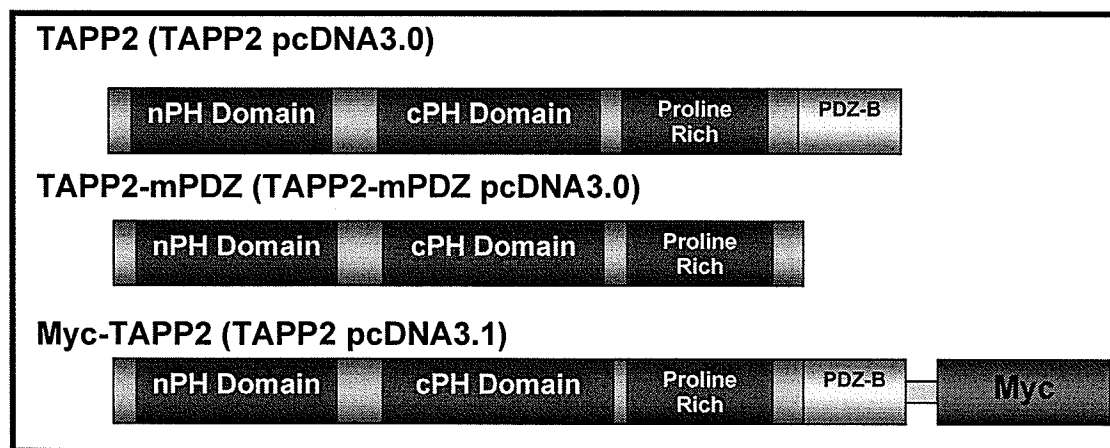 TAPP2 (TAPP2 pcDNA3.0)
nPH Domain cPH Domain Proline Rich PDZ-B
TAPP2-mPDZ (TAPP2-mPDZ pcDNA3.0)
nPH Domain cPH Domain Proline Rich
Myc-TAPP2 (TAPP2 pcDNA3.1)
nPH Domain cPH Domain Proline Rich PDZ-B Myc